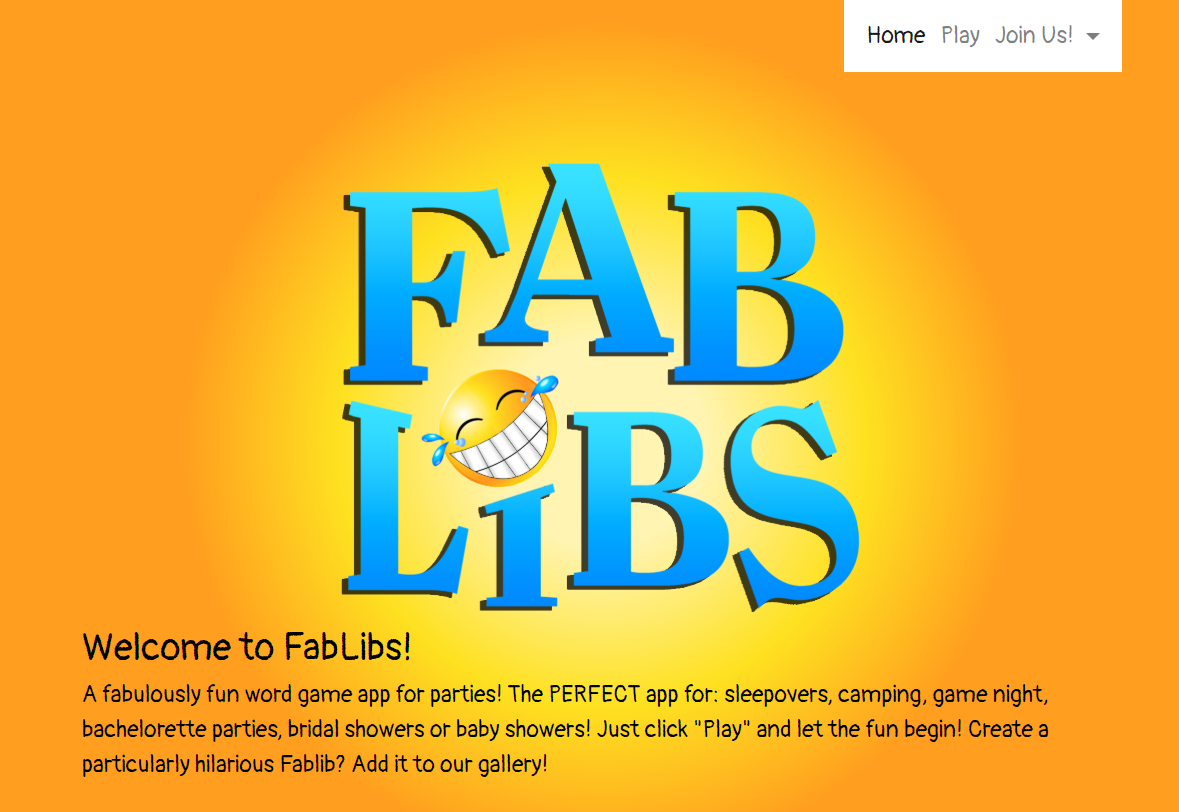 Home Play Join Us!
FAB
LiBS
Welcome to FabLibs!
A fabulously fun word game app for parties! The PERFECT app for: sleepovers, camping, game night,
bachelorette parties, bridal showers or baby showers! Just click "Play" and let the fun begin! Create a
particularly hilarious Fablib? Add it to our gallery!